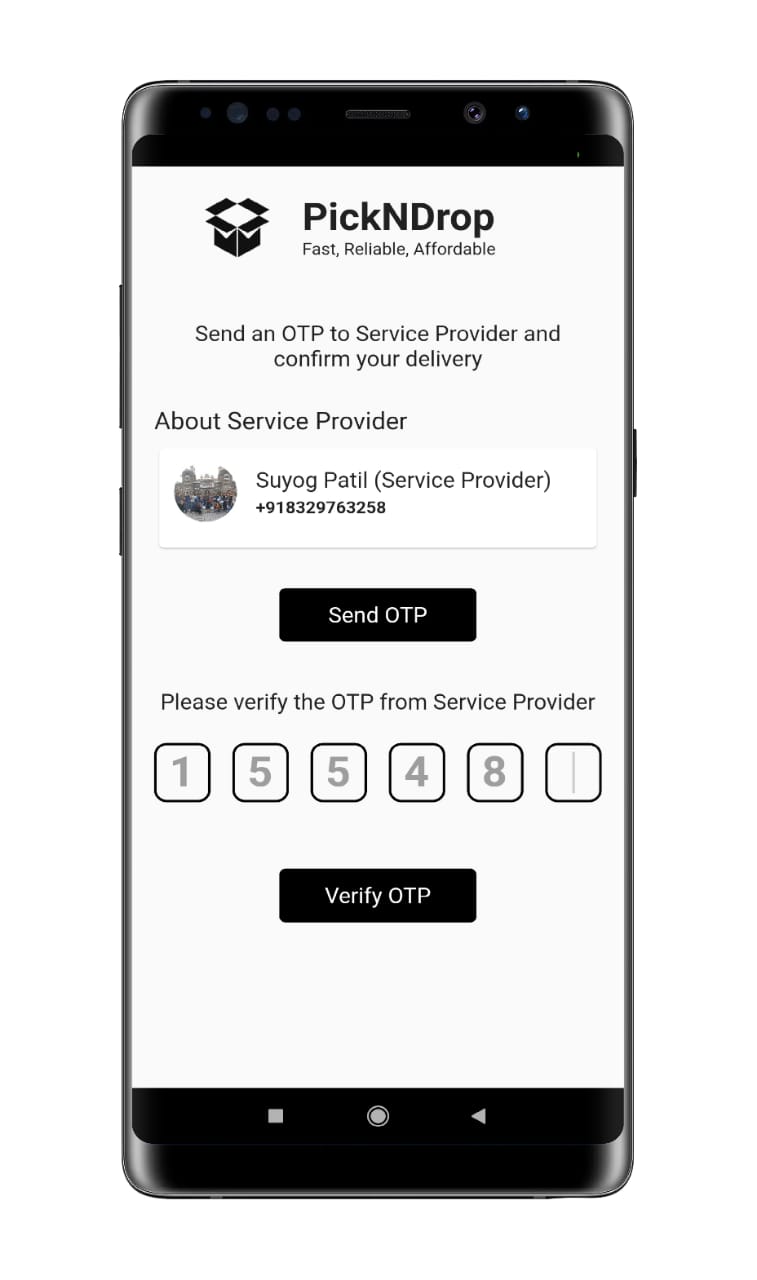 PickNDrop
Fast, Reliable, Affordable
Send an OTP to Service Provider and
confirm your delivery
About Service Provider
Suyog Patil (Service Provider)
+918329763258
Send OTP
Please verify the OTP from Service Provider
1 5 5 4 8
Verify OTP